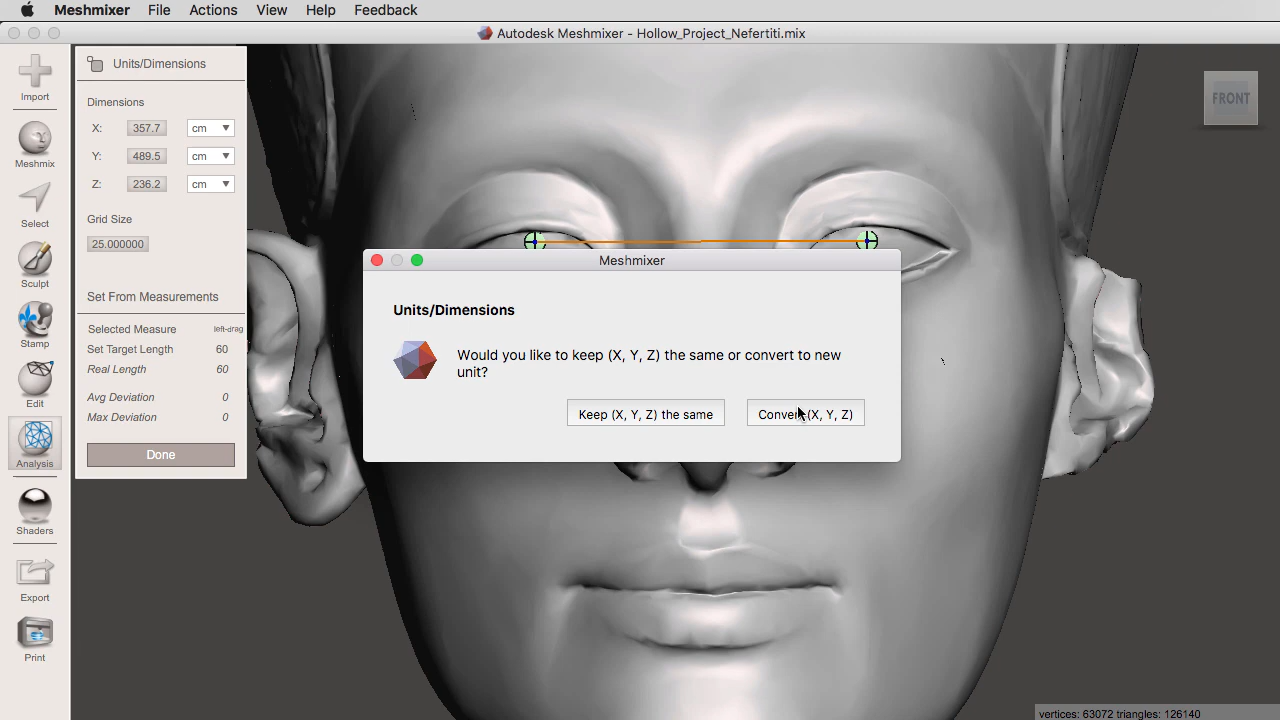 Meshmixer File Actions View Help Feedback
Autodesk Meshmixer - Hollow_Project_Nefertiti.mix
Import
Meshmix
Select
Sculpt
Stamp
Edit
Analysis
Shaders
Export
Print
Units/Dimensions
Dimensions
X: 357.7 cm
Y: 489.5 cm
Z: 236.2 cm
Grid Size
25.000000
Set From Measurements
Selected Measure left-drag
Set Target Length 60
Real Length 60
Avg Deviation 0
Max Deviation 0
Done
FRONT
Meshmixer
Units/Dimensions
Would you like to keep (X, Y, Z) the same or convert to new
unit?
Keep (X, Y, Z) the same
Convert (X, Y, Z)
vertices: 63072 triangles: 126140